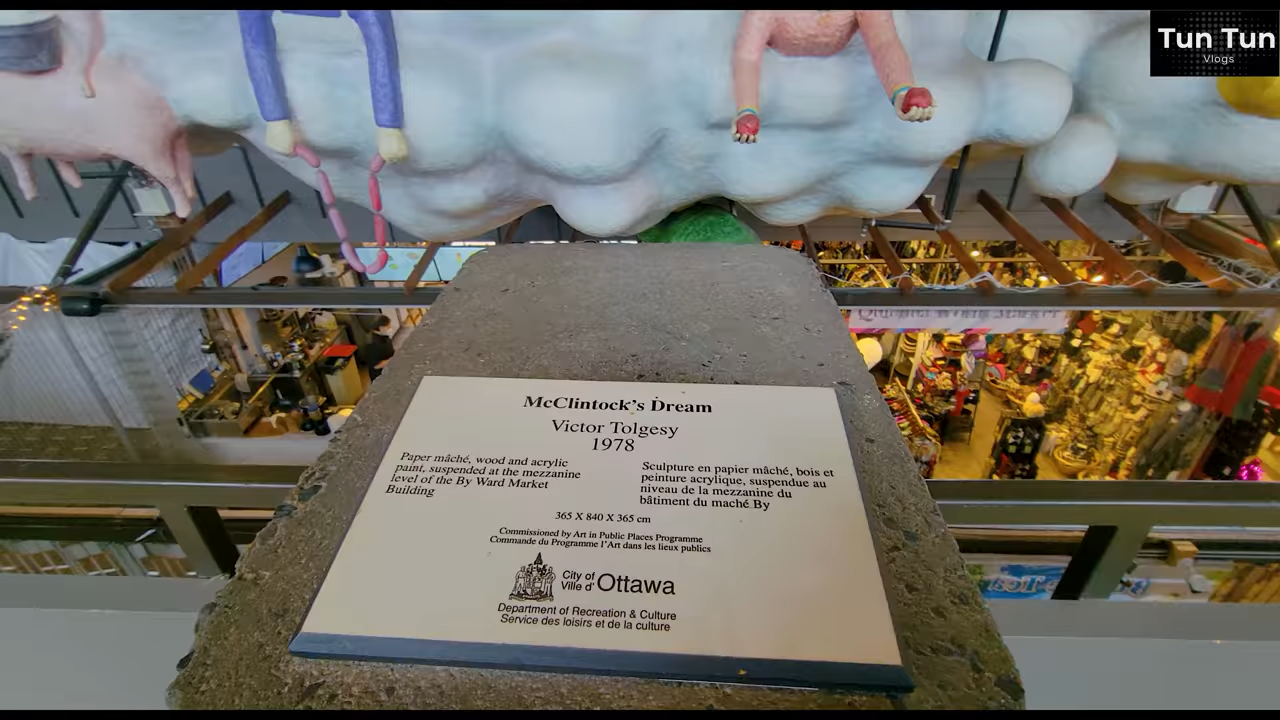 Tun Tun
Vlogs
McClintock's Dream
Victor Tolgesy
1978
Paper mâché, wood and acrylic
paint, suspended at the mezzanine
level of the By Ward Market
Building
Sculpture en papier mâché, bois et
peinture acrylique, suspendue au
niveau de la mezzanine du
bâtiment du maché By
365 X 840 X 365 cm
Commissioned by Art in Public Places Programme
Commande du Programme l'Art dans les lieux publics
City of
Ville d'
Ottawa
Department of Recreation & Culture
Service des loisirs et de la culture